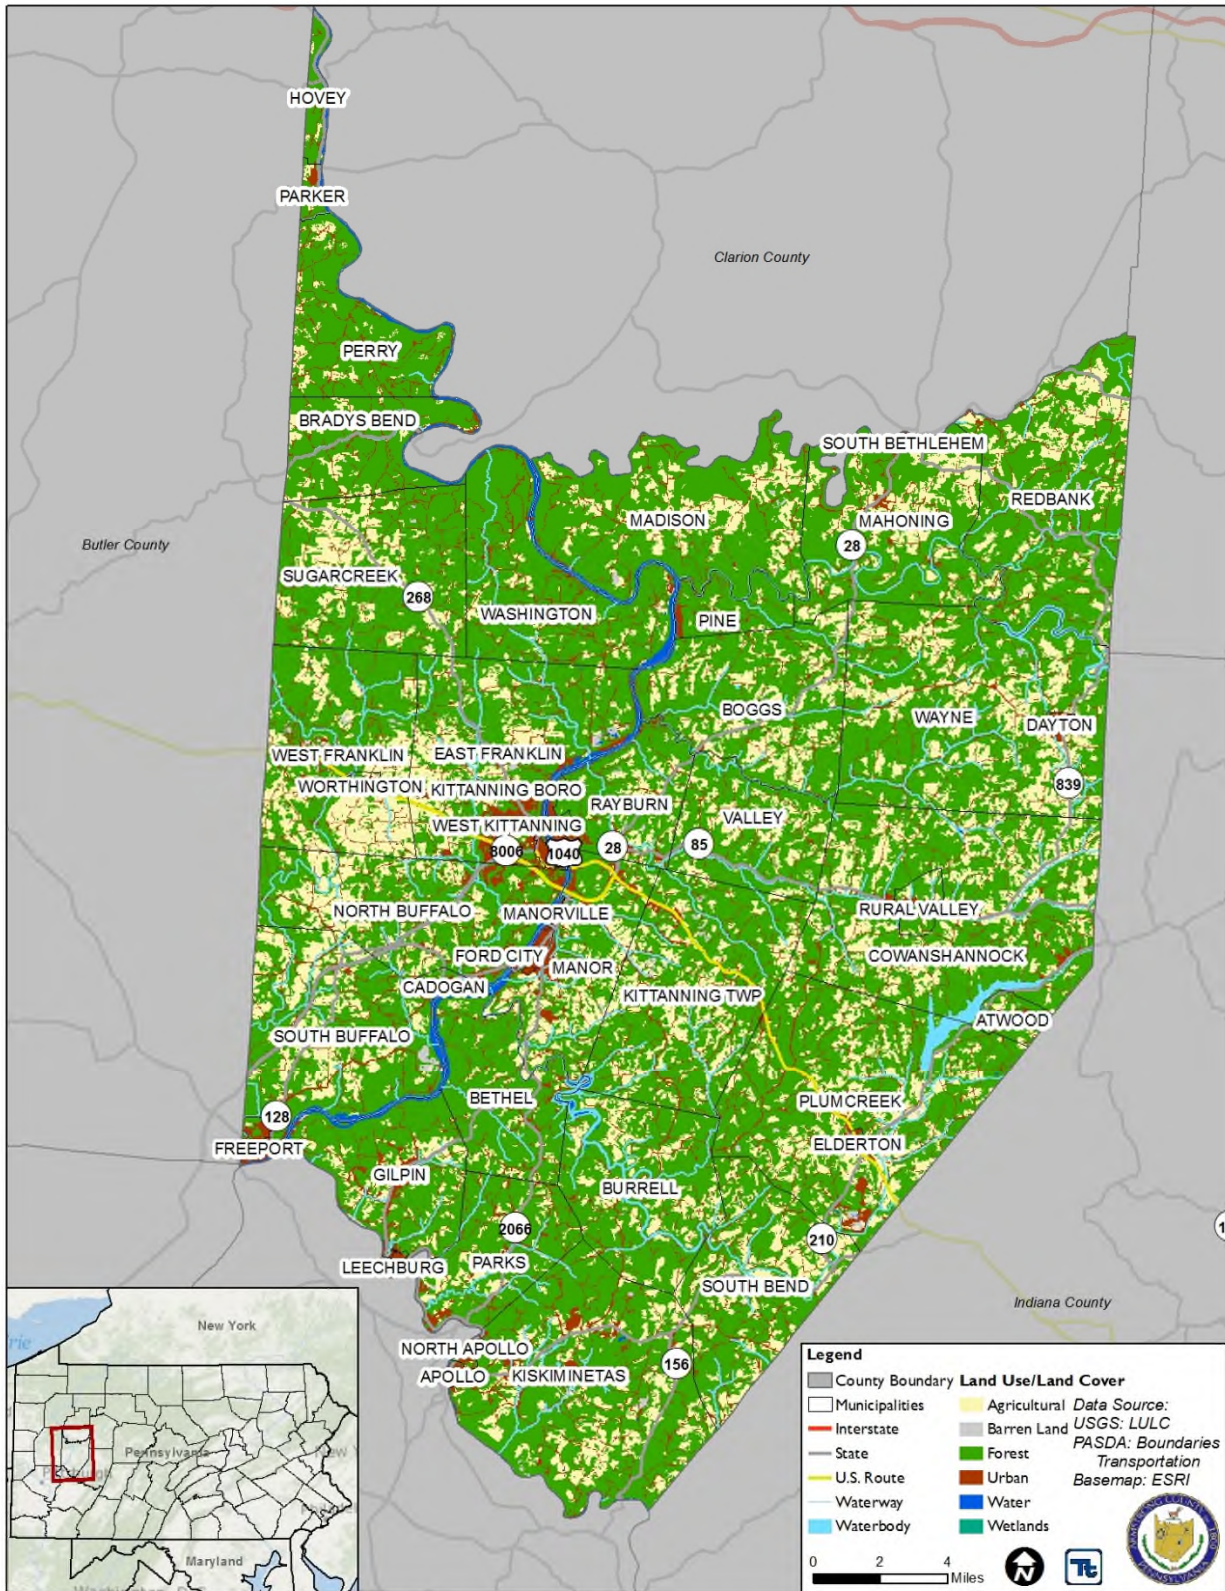 HOVEY
PARKER
Clarion County
PERRY
BRADYS BEND
SOUTH BETHLEHEM
REDBANK
MADISON
MAHONING
28
Butler County
SUGARCREEK
268
WASHINGTON
PINE
BOGGS
WAYNE
DAYTON
WEST FRANKLIN
EAST FRANKLIN
WORTHINGTON
KITTANNING BORO
839
RAYBURN
VALLEY
WEST KITTANNING
8006
1040
28
85
NORTH BUFFALO
MANORVILLE
RURAL VALLEY
FORD CITY
MANOR
COWANSHANNOCK
CADOGAN
KITTANNING TWP
ATWOOD
SOUTH BUFFALO
BETHEL
PLUMCREEK
128
FREEPORT
ELDERTON
GILPIN
BURRELL
2066
210
LEECHBURG
PARKS
SOUTH BEND
Indiana County
NORTH APOLLO
APOLLO
KISKIMINETAS
156
New York
Pennsylvania
Maryland
Legend
County Boundary
Municipalities
Interstate
State
U.S. Route
Waterway
Waterbody
Land Use/Land Cover
Agricultural
Barren Land
Forest
Urban
Water
Wetlands
Data Source:
USGS: LULC
PASDA: Boundaries
Transportation
Basemap: ESRI
0 2 4
Miles
N
Tt
ARMSTRONG COUNTY 1800
PENNSYLVANIA